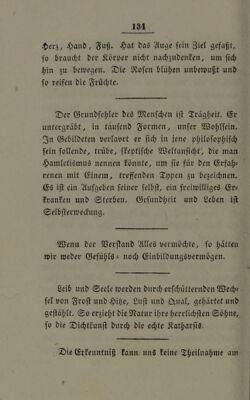 134
Herz, Hand, Fuß. Hat das Auge sein Ziel gefaßt,
so braucht der Körper nicht nachzudenken, um sich
hin zu bewegen. Die Rosen blühen unbewußt und
so reifen die Früchte.
Der Grundfehler des Menschen ist Trägheit. Er
untergräbt, in tausend Formen, unser Wohlsein.
In Gebildeten verlarvt er sich in jene philosophisch
sein sollende, trübe, skeptische Weltansicht, die man
Hamletismus nennen könnte, um sie für den Erfah-
renen mit Einem, treffenden Typen zu bezeichnen.
Es ist ein Aufgeben seiner selbst, ein freiwilliges Er-
kranken und Sterben. Gesundheit und Leben ist
Selbsterweckung.
Wenn der Verstand Alles vermöchte, so hätten
wir weder Gefühls- noch Einbildungsvermögen.
Leib und Seele werden durch erschütternden Wech-
sel von Frost und Hitze, Lust und Qual, gehärtet und
gestählt. So erzieht die Natur ihre herrlichsten Söhne,
so die Dichtkunst durch die echte Katharsis.
Die Erkenntniß kann uns keine Theilnahme am